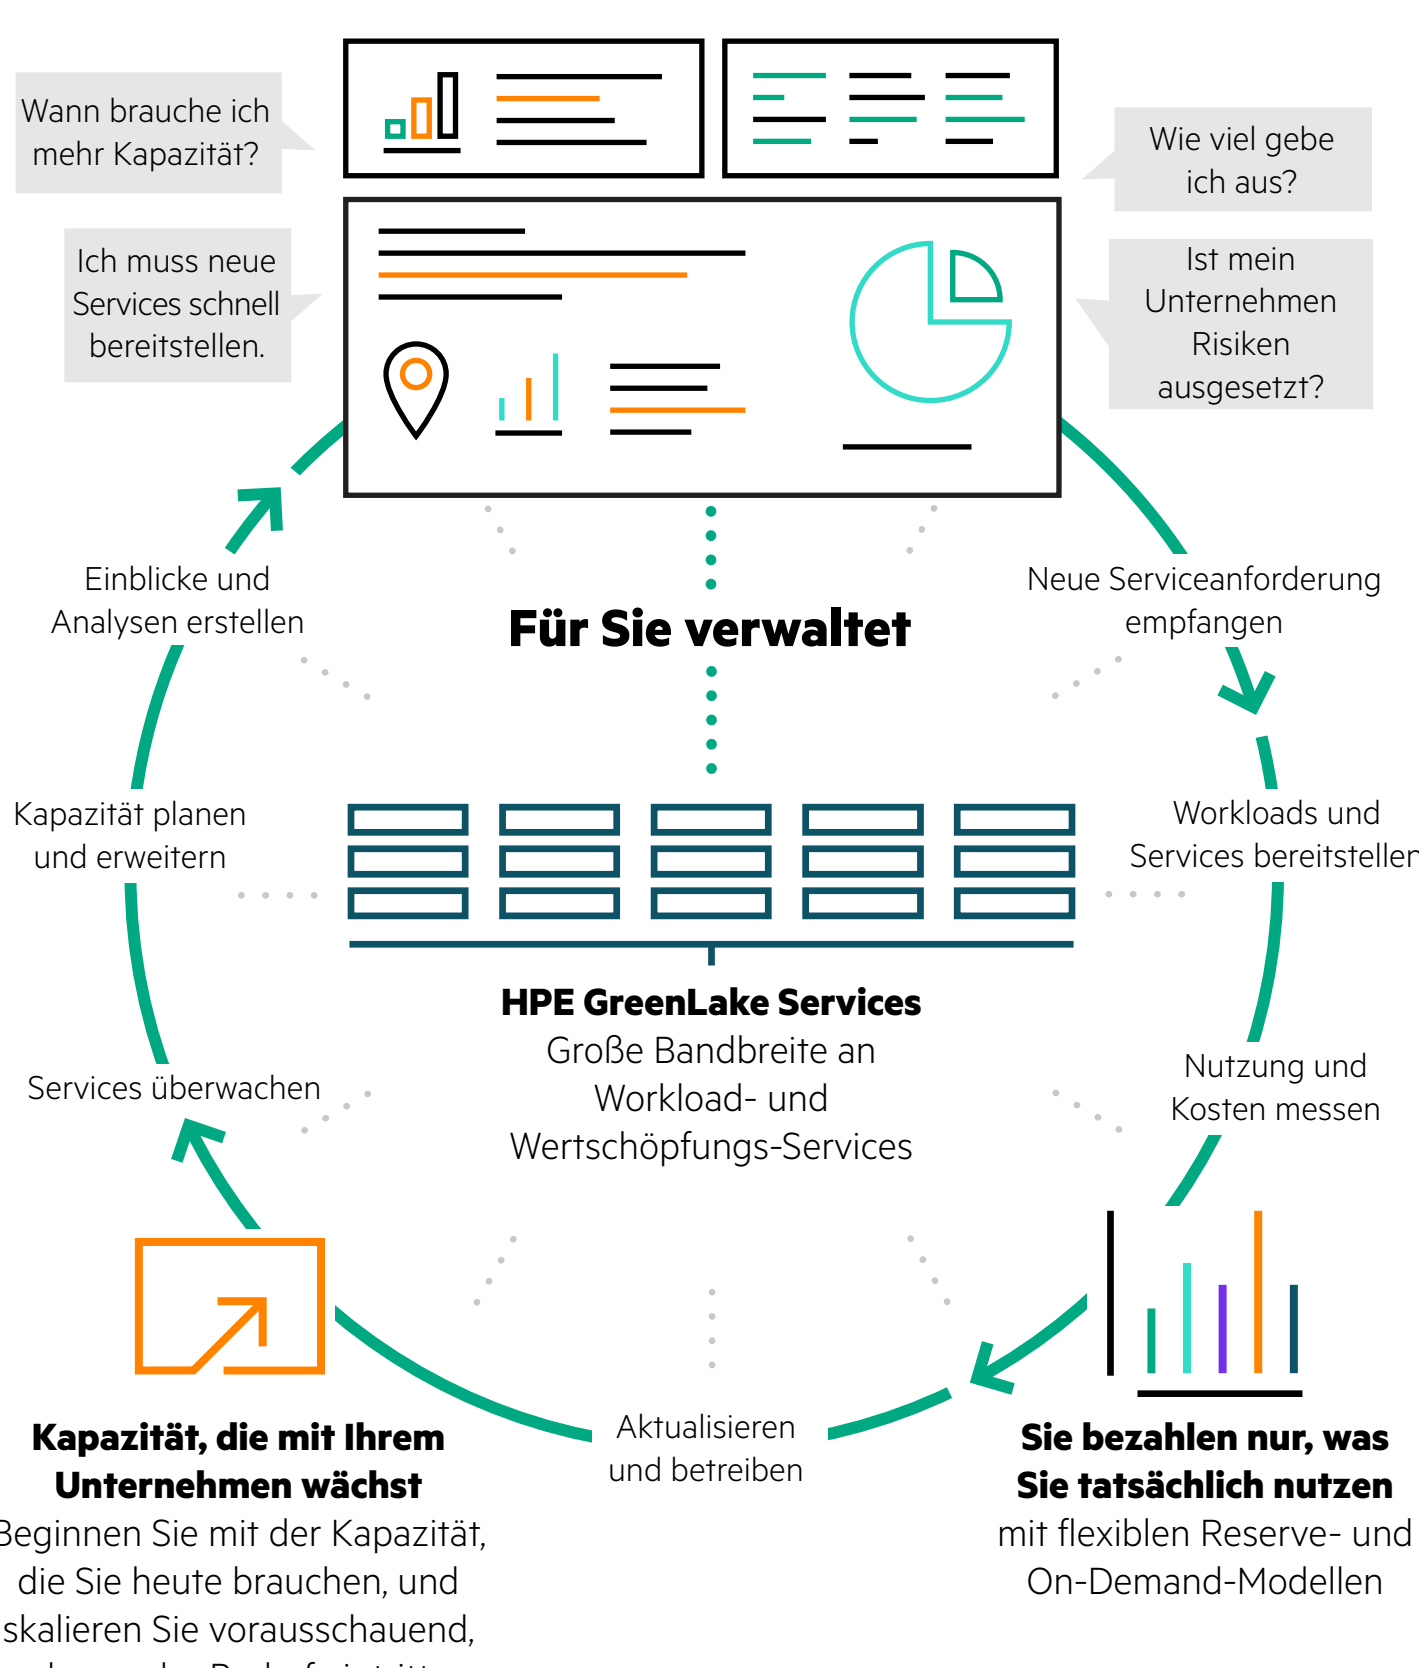 Wann brauche ich
mehr Kapazität?
Ich muss neue
Services schnell
bereitstellen.
Wie viel gebe
ich aus?
Ist mein
Unternehmen
Risiken
ausgesetzt?
Einblicke und
Analysen erstellen
Für Sie verwaltet
Neue Serviceanforderung
empfangen
Kapazität planen
und erweitern
Workloads und
Services bereitstellen
HPE GreenLake Services
Große Bandbreite an
Workload- und
Wertschöpfungs-Services
Services überwachen
Nutzung und
Kosten messen
Aktualisieren
und betreiben
Kapazität, die mit Ihrem
Unternehmen wächst
Beginnen Sie mit der Kapazität,
die Sie heute brauchen, und
skalieren Sie vorausschauend,
Sie bezahlen nur, was
Sie tatsächlich nutzen
mit flexiblen Reserve- und
On-Demand-Modellen